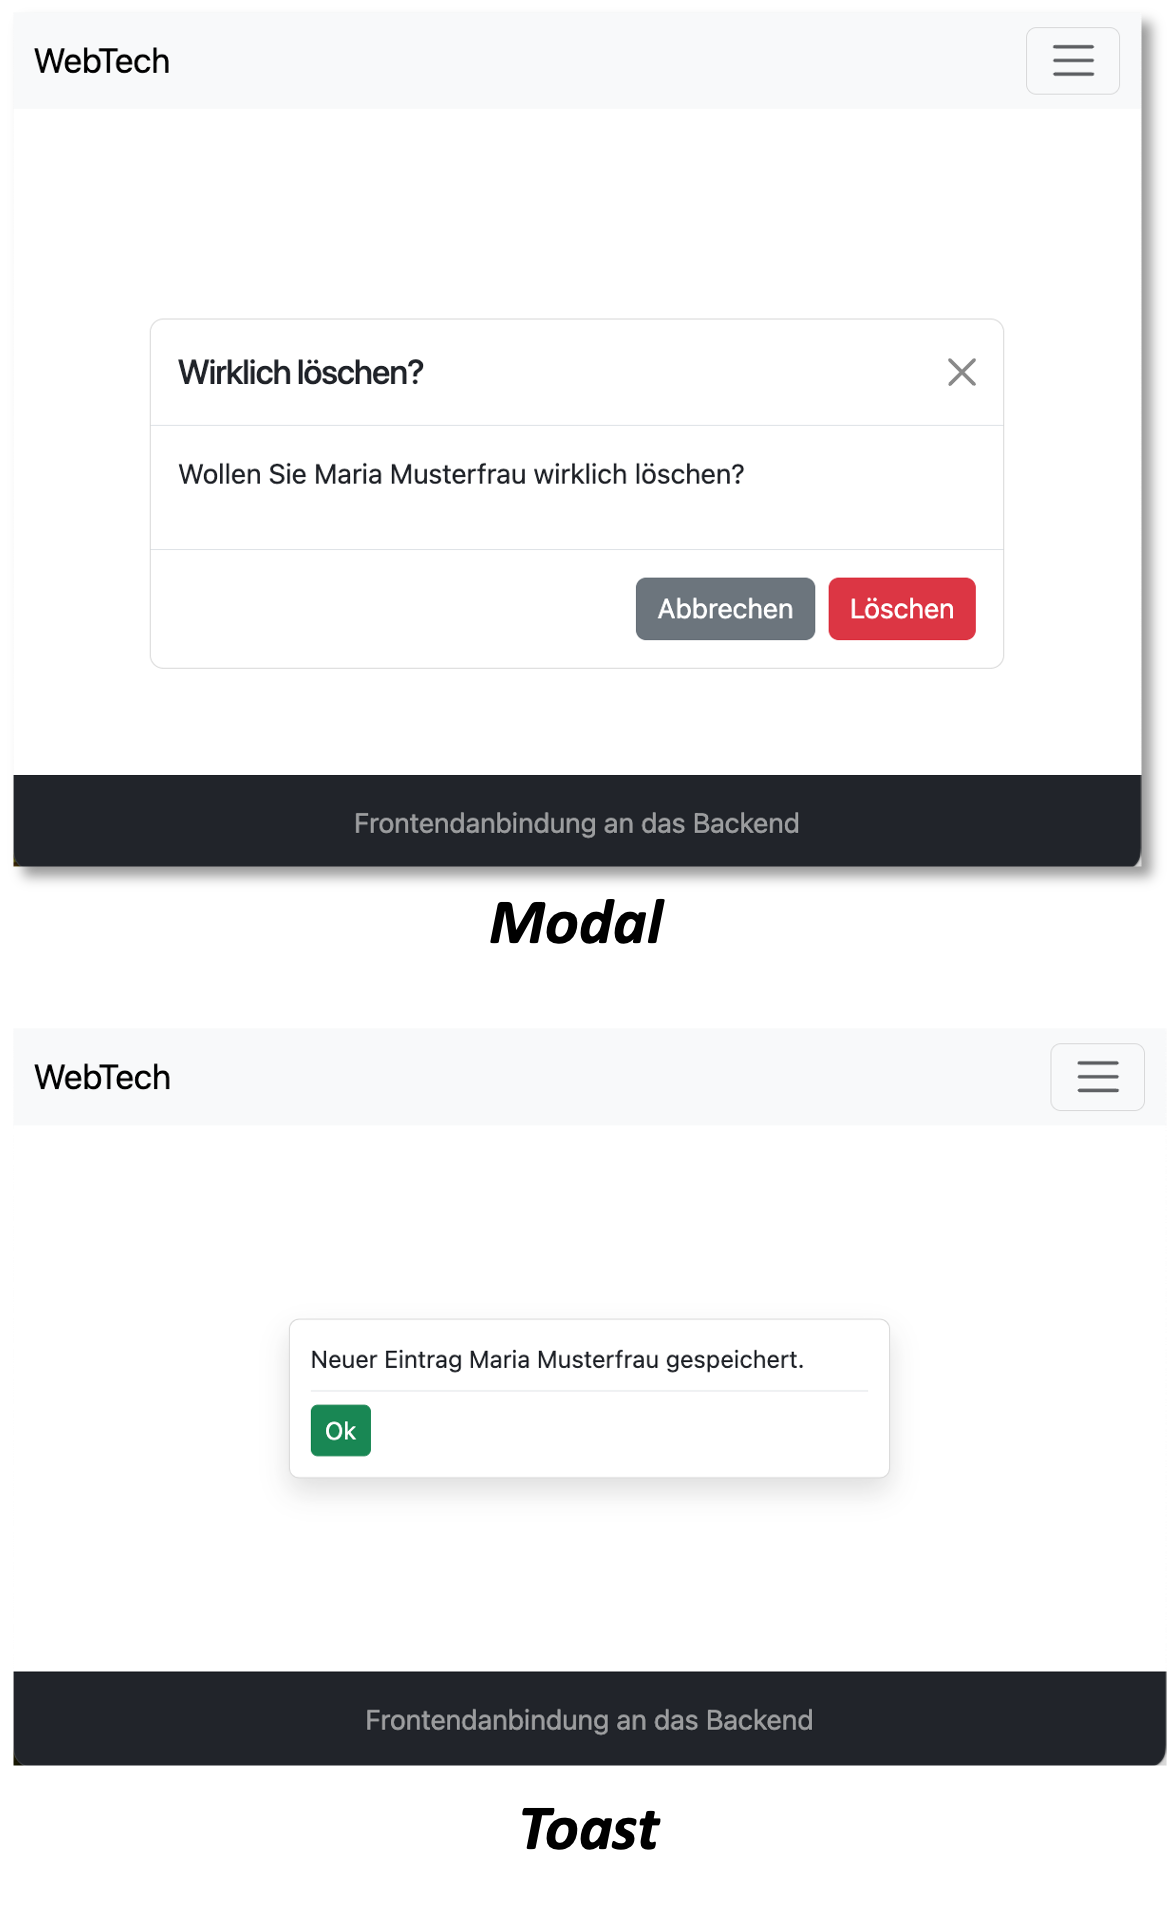 WebTech
Wirklich löschen?
Wollen Sie Maria Musterfrau wirklich löschen?
Abbrechen Löschen
Frontendanbindung an das Backend
Modal
WebTech
Neuer Eintrag Maria Musterfrau gespeichert.
Ok
Frontendanbindung an das Backend
Toast